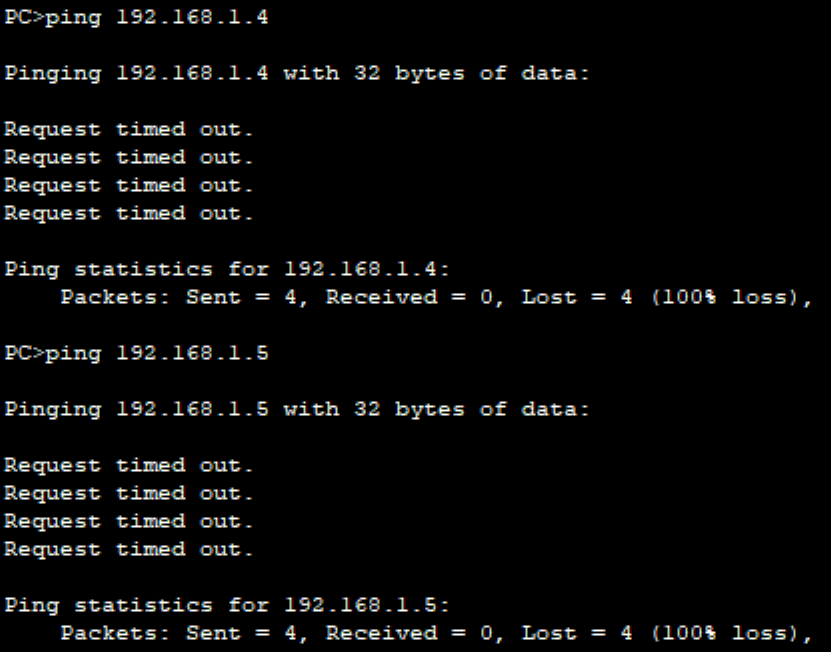 PC>ping 192.168.1.4
Pinging 192.168.1.4 with 32 bytes of data:
Request timed out.
Request timed out.
Request timed out.
Request timed out.
Ping statistics for 192.168.1.4:
Packets: Sent = 4, Received = 0, Lost = 4 (100% loss),
PC>ping 192.168.1.5
Pinging 192.168.1.5 with 32 bytes of data:
Request timed out.
Request timed out.
Request timed out.
Request timed out.
Ping statistics for 192.168.1.5:
Packets: Sent = 4, Received = 0, Lost = 4 (100% loss),